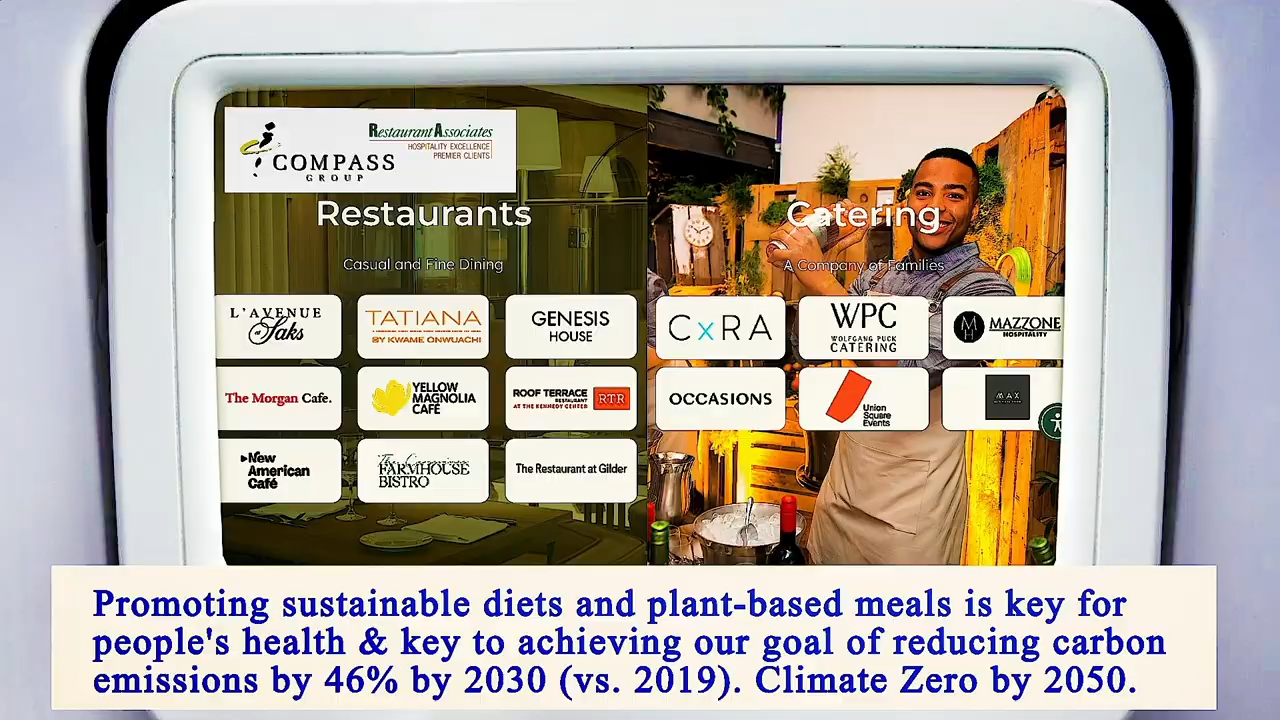 COMPASS
GROUP
Restaurant Associates
HOSPITALITY EXCELLENCE
PREMIER CLIENTS
Restaurants
Casual and Fine Dining
L'AVENUE
at Saks
TATIANA
BY KWAME ONWUACHI
GENESIS
HOUSE
The Morgan Cafe.
YELLOW
MAGNOLIA
CAFÉ
ROOF TERRACE
RESTAURANT
AT THE KENNEDY CENTER
RTR
New
American
Café
FARMHOUSE
BISTRO
The Restaurant at Gilder
Catering
A Company of Families
CxRA
WPC
WOLFGANG PUCK
CATERING
MH
MAZZONE
HOSPITALITY
OCCASIONS
Union
Square
Events
MAX
Promoting sustainable diets and plant-based meals is key for
people's health & key to achieving our goal of reducing carbon
emissions by 46% by 2030 (vs. 2019). Climate Zero by 2050.